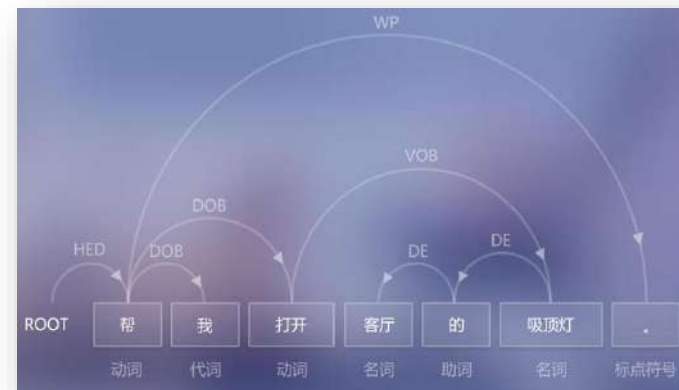 WP
VOB
DOB
HED DOB DE DE
ROOT 帮 我 打开 客厅 的 吸顶灯 。
动词 代词 动词 名词 助词 名词 标点符号